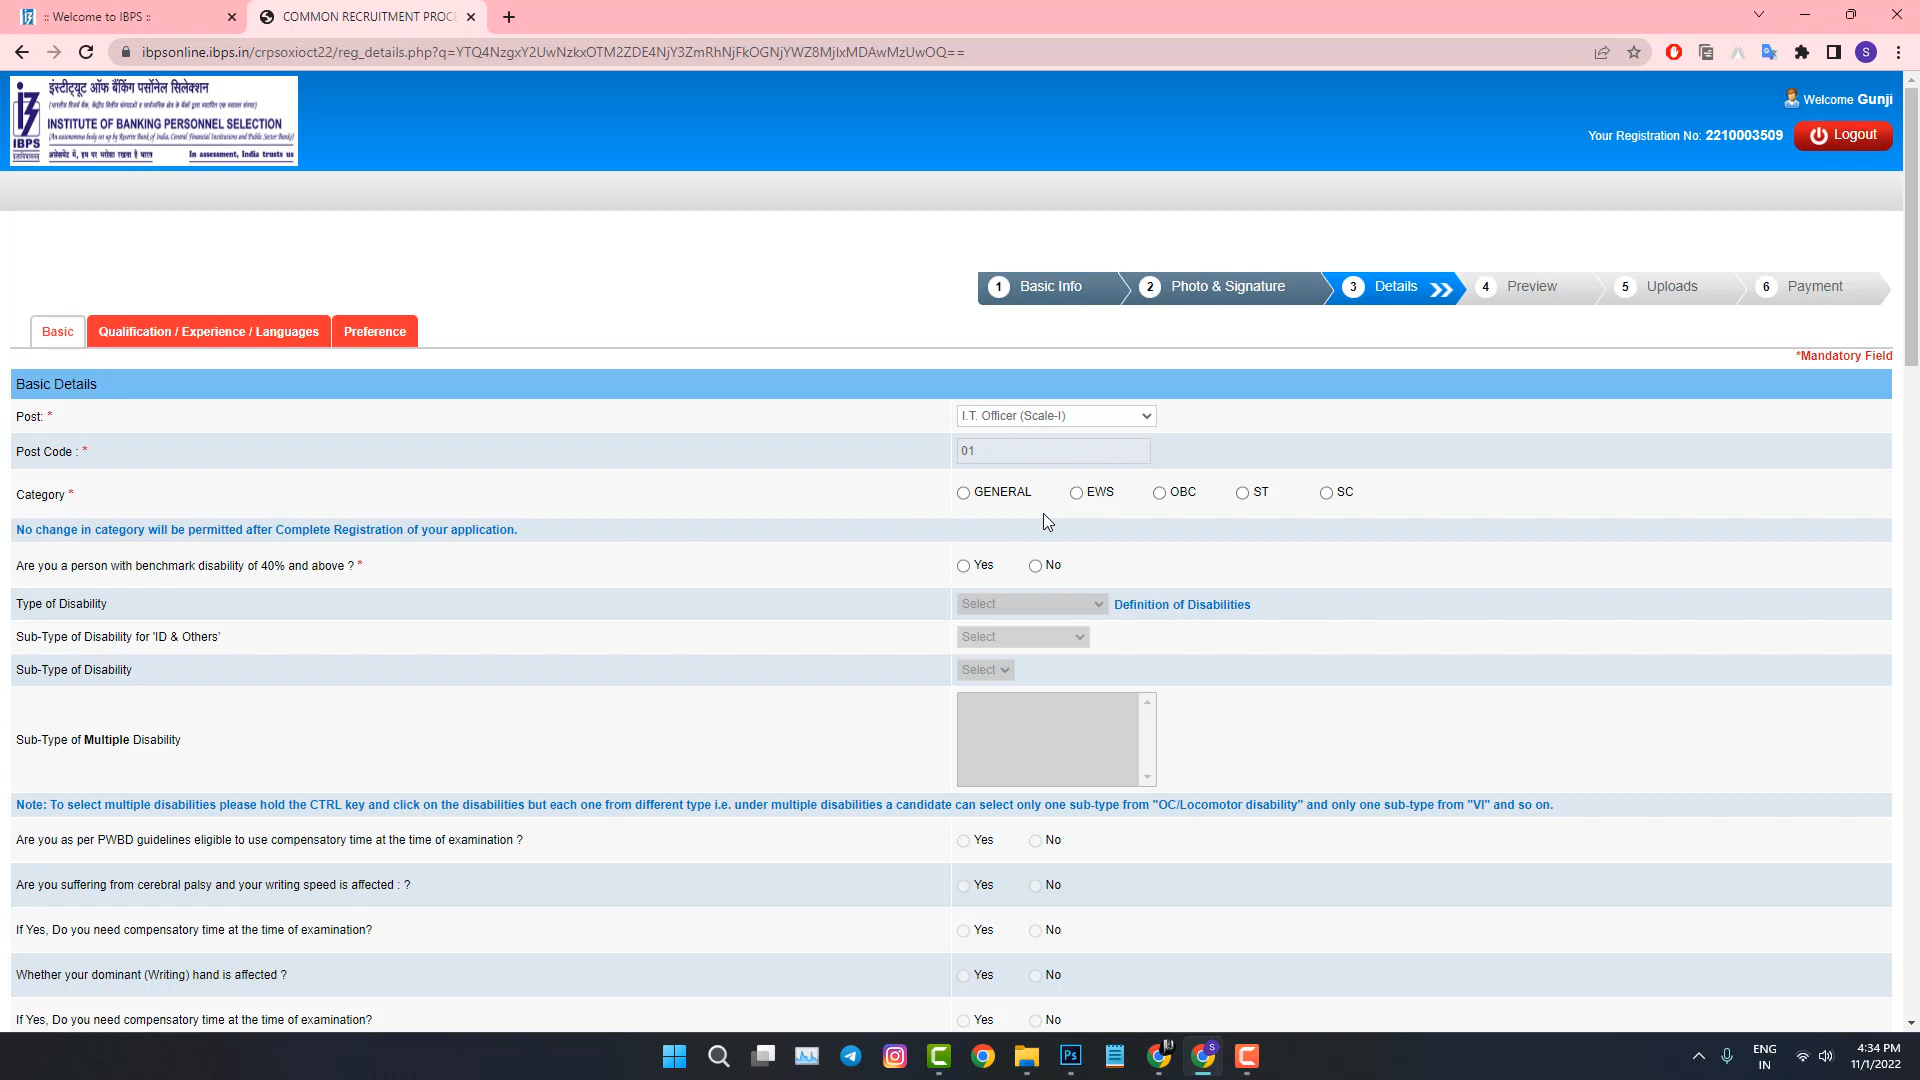 :: Welcome to IBPS ::
COMMON RECRUITMENT PROCE
ibpsonline.ibps.in/crpsoxioct22/reg_details.php?q=YTQ4NzgxY2UwNzkxOTM2ZDE4NjY3ZmRhNjFkOGNjYWZ8MjIxMDAwMzUwOQ==
S
इंस्टीट्यूट ऑफ बैंकिंग पर्सोनेल सिलेक्शन
INSTITUTE OF BANKING PERSONNEL SELECTION
(An autonomous body set up by Reserve Bank of India, Central Financial Institutions and Public Sector Banks)
IBPS
In assessment, India trusts us
Welcome Gunji
Your Registration No: 2210003509
Logout
1 Basic Info
2 Photo & Signature
3 Details
4 Preview
5 Uploads
6 Payment
Basic
Qualification / Experience / Languages
Preference
*Mandatory Field
Basic Details
Post: * I.T. Officer (Scale-I)
Post Code : * 01
Category * GENERAL EWS OBC ST SC
No change in category will be permitted after Complete Registration of your application.
Are you a person with benchmark disability of 40% and above ? * Yes No
Type of Disability Select Definition of Disabilities
Sub-Type of Disability for 'ID & Others' Select
Sub-Type of Disability Select
Sub-Type of Multiple Disability
Note: To select multiple disabilities please hold the CTRL key and click on the disabilities but each one from different type i.e. under multiple disabilities a candidate can select only one sub-type from "OC/Locomotor disability" and only one sub-type from "VI" and so on.
Are you as per PWBD guidelines eligible to use compensatory time at the time of examination ? Yes No
Are you suffering from cerebral palsy and your writing speed is affected : ? Yes No
If Yes, Do you need compensatory time at the time of examination? Yes No
Whether your dominant (Writing) hand is affected ? Yes No
If Yes, Do you need compensatory time at the time of examination? Yes No
Ps
S
ENG
IN
4:34 PM
11/1/2022